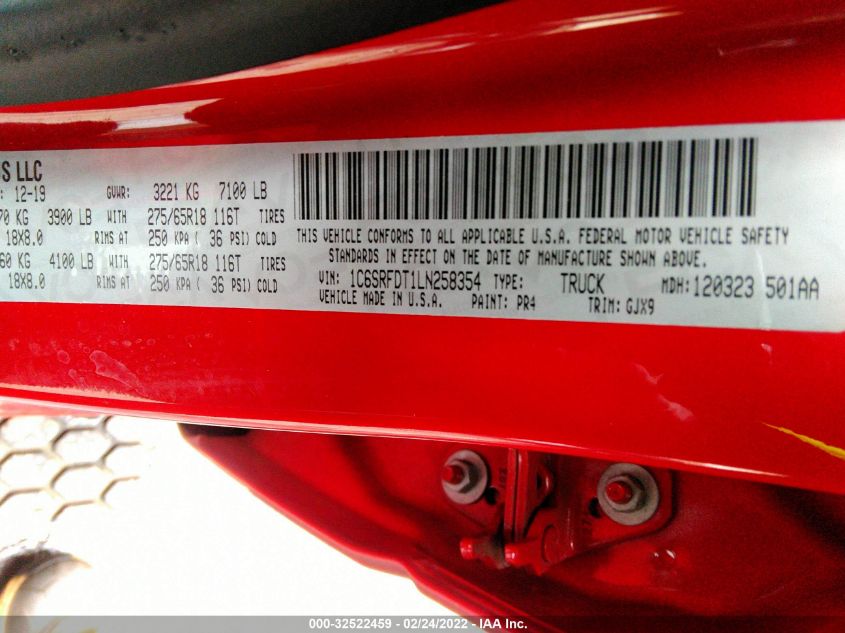 US LLC
12-19 GVWR: 3221 KG 7100 LB
70 KG 3900 LB WITH 275/65R18 116T TIRES
18X8.0 RIMS AT 250 KPA ( 36 PSI) COLD
60 KG 4100 LB WITH 275/65R18 116T TIRES
18X8.0 RIMS AT 250 KPA ( 36 PSI) COLD
THIS VEHICLE CONFORMS TO ALL APPLICABLE U.S.A. FEDERAL MOTOR VEHICLE SAFETY
STANDARDS IN EFFECT ON THE DATE OF MANUFACTURE SHOWN ABOVE.
VIN: 1C6SRFDT1LN258354 TYPE: TRUCK MDH: 120323 501AA
VEHICLE MADE IN U.S.A. PAINT: PR4 TRIM: GJX9
000-32522459 - 02/24/2022 - IAA Inc.